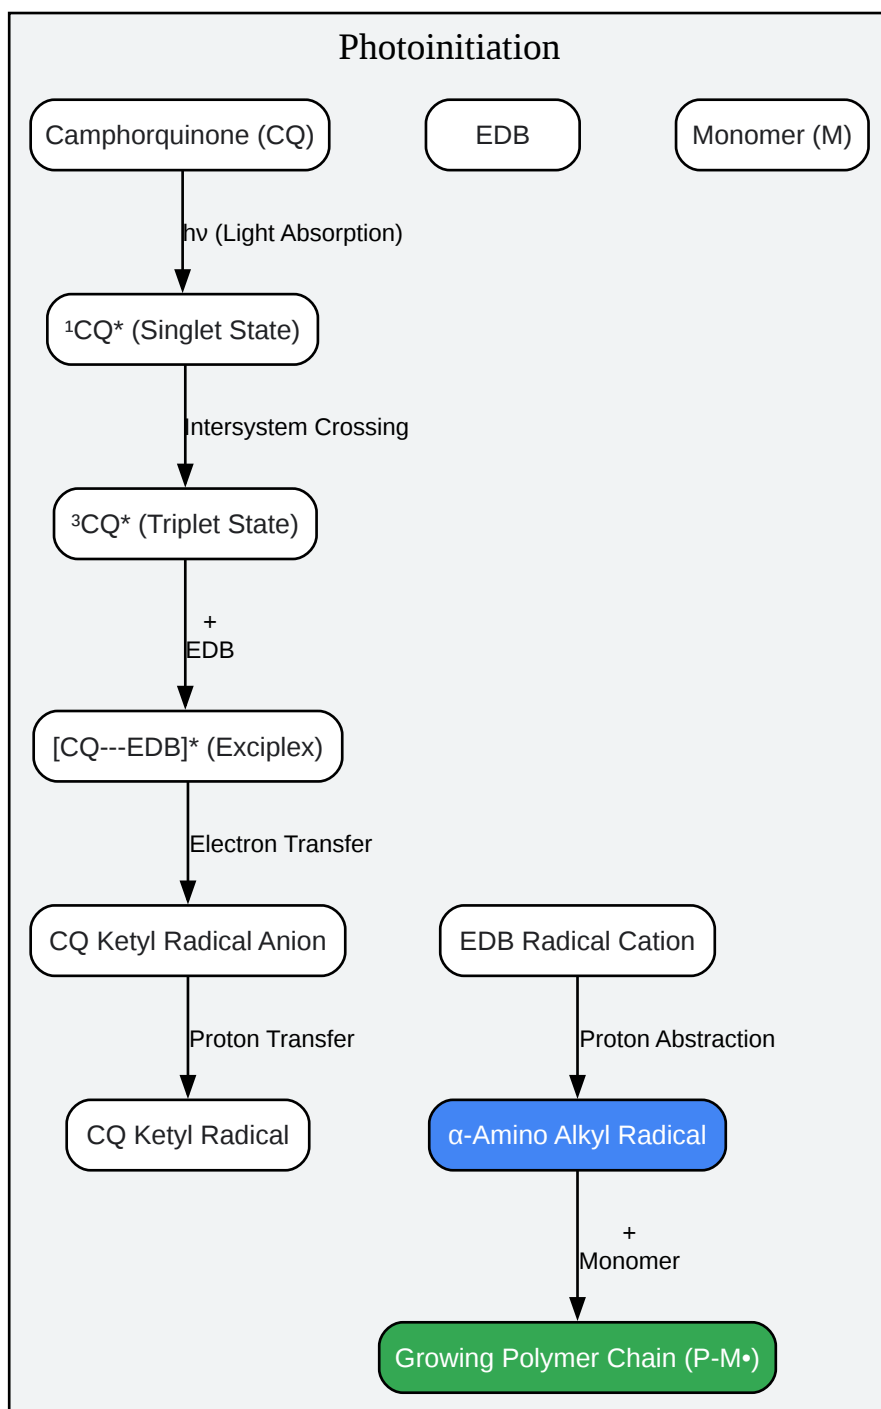 Photoinitiation
Camphorquinone (CQ)
EDB
Monomer (M)
hν (Light Absorption)
¹CQ* (Singlet State)
Intersystem Crossing
³CQ* (Triplet State)
+
EDB
[CQ---EDB]* (Exciplex)
Electron Transfer
CQ Ketyl Radical Anion
EDB Radical Cation
Proton Transfer
Proton Abstraction
CQ Ketyl Radical
α-Amino Alkyl Radical
+
Monomer
Growing Polymer Chain (P-M•)